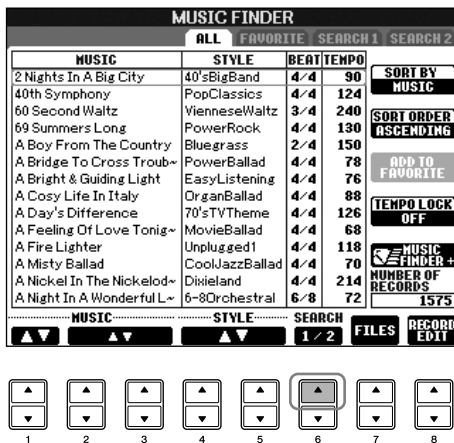 MUSIC FINDER
ALL FAVORITE SEARCH 1 SEARCH 2
MUSIC STYLE BEAT TEMPO
2 Nights In A Big City 40'sBigBand 4/4 90
40th Symphony PopClassics 4/4 124
60 Second Waltz VienneseWaltz 3/4 240
69 Summers Long PowerRock 4/4 130
A Boy From The Country Bluegrass 2/4 150
A Bridge To Cross Troub~ PowerBallad 4/4 78
A Bright & Guiding Light EasyListening 4/4 76
A Cosy Life In Italy OrganBallad 4/4 88
A Day's Difference 70'sTVTheme 4/4 126
A Feeling Of Love Tonig~ MovieBallad 4/4 68
A Fire Lighter Unplugged1 4/4 118
A Misty Ballad CoolJazzBallad 4/4 70
A Nickel In The Nickelod~ Dixieland 4/4 214
A Night In A Wonderful L~ 6-8Orchestral 6/8 72
SORT BY
MUSIC
SORT ORDER
ASCENDING
ADD TO
FAVORITE
TEMPO LOCK
OFF
MUSIC
FINDER +
NUMBER OF
RECORDS
1575
MUSIC STYLE SEARCH
1/2
FILES
RECORD
EDIT
1 2 3 4 5 6 7 8